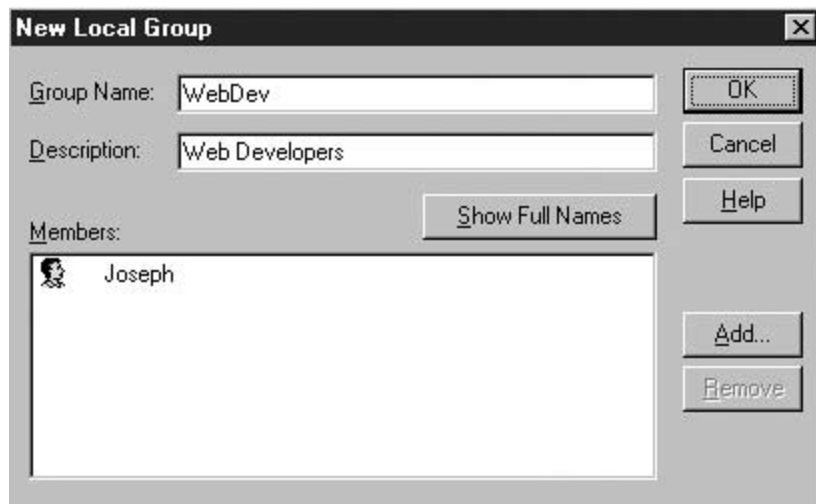 New Local Group
Group Name: WebDev
OK
Description: Web Developers
Cancel
Show Full Names
Help
Members:
Joseph
Add...
Remove